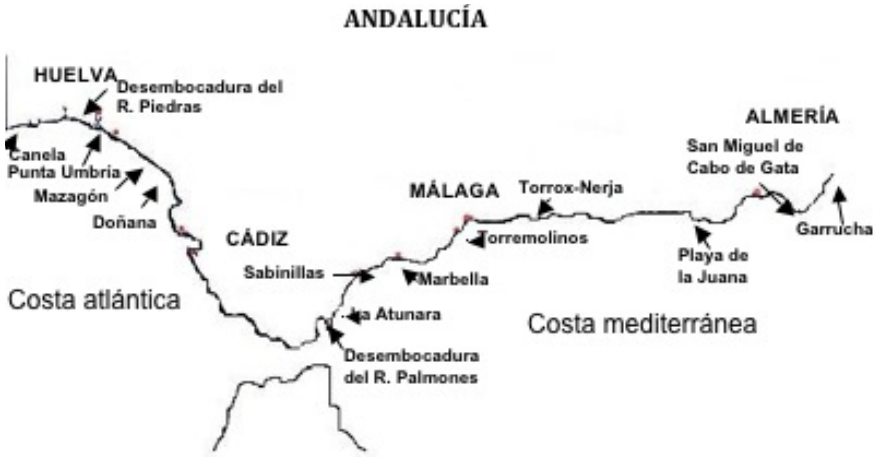 ANDALUCÍA
HUELVA
Desembocadura del
R. Piedras
Canela
Punta Umbría
Mazagón
Doñana
CÁDIZ
Costa atlántica
Sabinillas
MÁLAGA
Torrox-Nerja
Torremolinos
Marbella
La Atunara
Desembocadura
del R. Palmones
Costa mediterránea
ALMERÍA
San Miguel de
Cabo de Gata
Garrucha
Playa de
la Juana